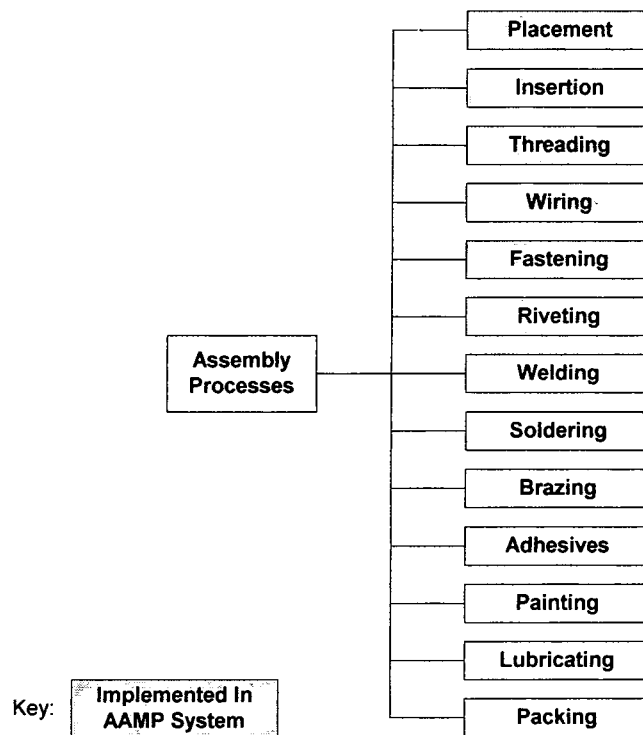 Placement
Insertion
Threading
Wiring
Fastening
Riveting
Assembly
Processes
Welding
Soldering
Brazing
Adhesives
Painting
Lubricating
Packing
Key:
Implemented In
AAMP System